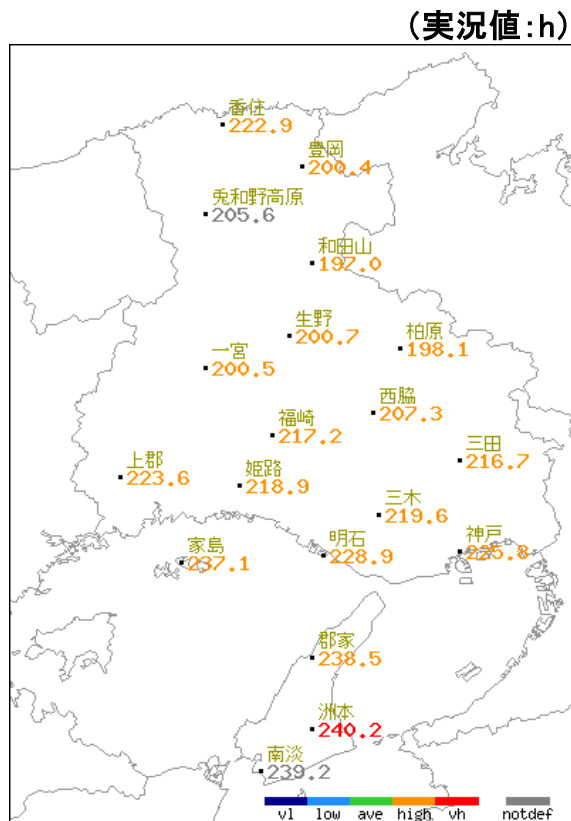 (実況値:h)
香住
222.9
豊岡
200.4
兎和野高原
205.6
和田山
197.0
生野
200.7
柏原
198.1
一宮
200.5
西脇
207.3
福崎
217.2
三田
216.7
上郡
223.6
姫路
218.9
三木
219.6
家島
237.1
明石
228.9
神戸
225.8
郡家
238.5
洲本
240.2
南淡
239.2
vl low ave high vh notdef